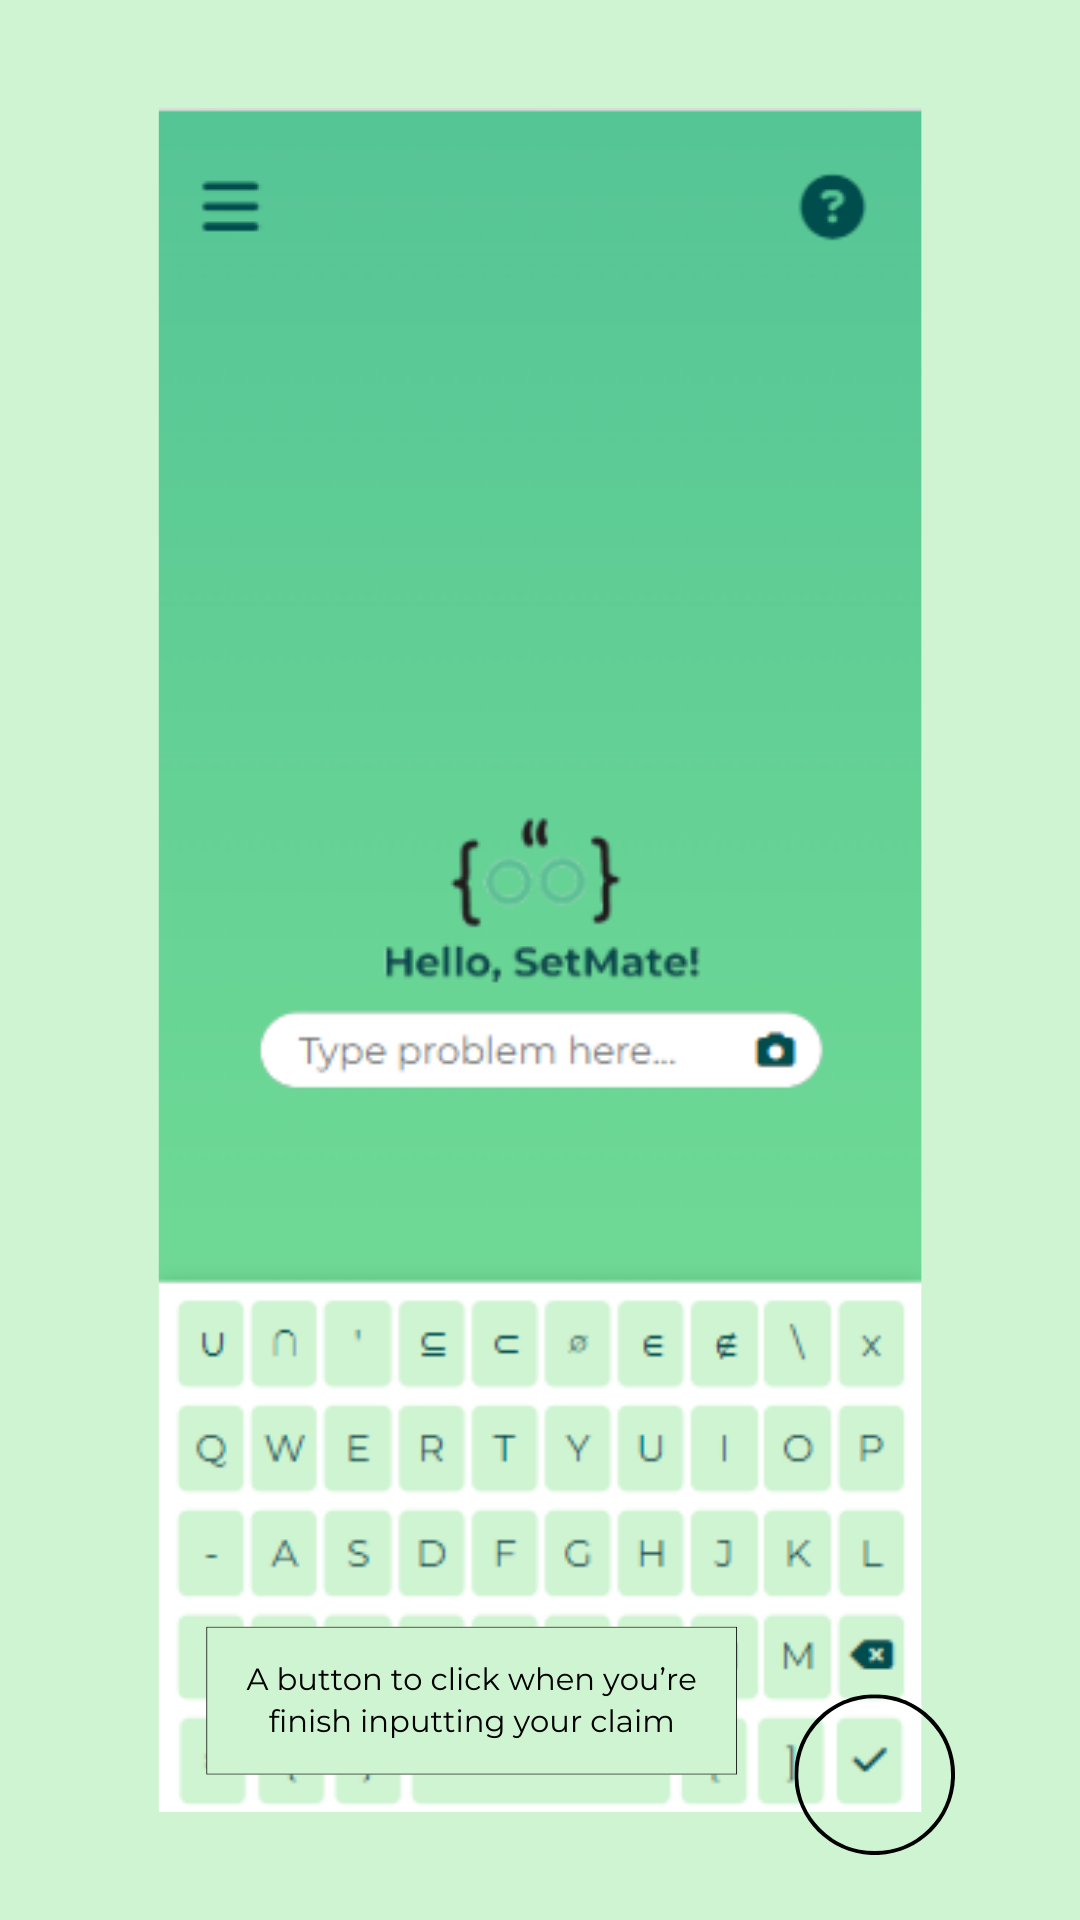 ?
{“○○}
Hello, SetMate!
Type problem here...
∪ ∩ ' ⊆ ⊂ ø ∈ ∉ \ x
Q W E R T Y U I O P
- A S D F G H J K L
M
A button to click when you’re
finish inputting your claim
]